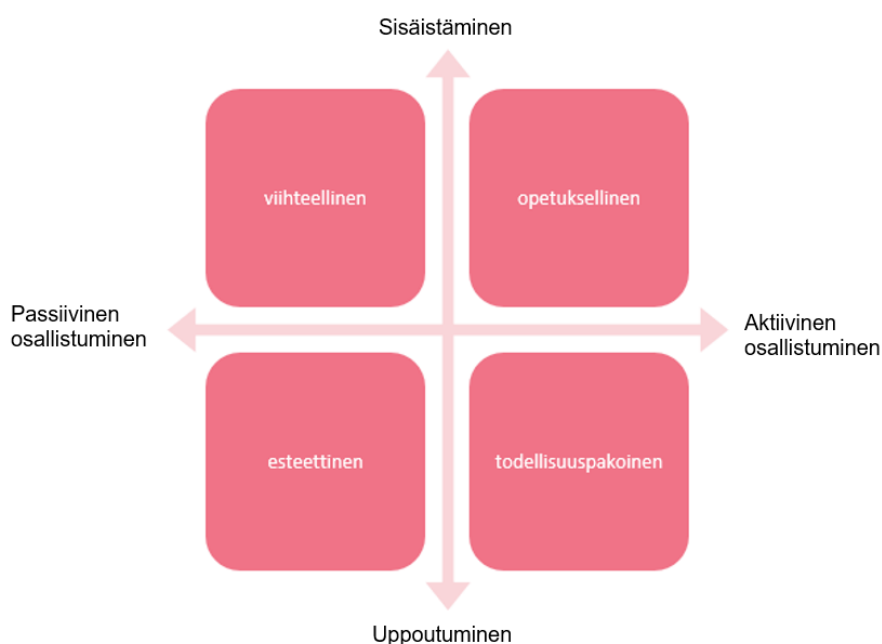 Sisäistäminen
viihteellinen
opetuksellinen
Passiivinen
osallistuminen
Aktiivinen
osallistuminen
esteettinen
todellisuuspakoinen
Uppoutuminen